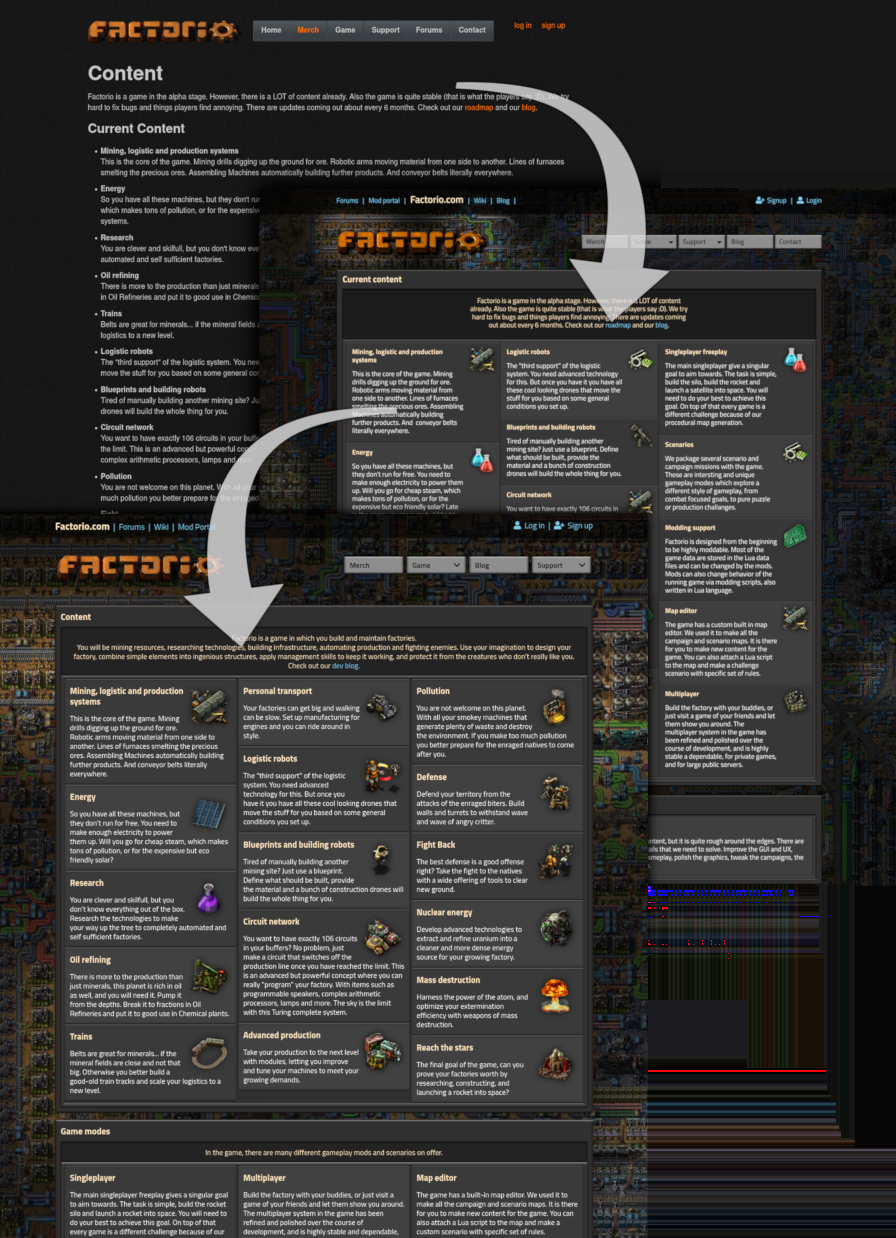 FACTORIO
Home Merch Game Support Forums Contact
log in sign up
Content
Factorio is a game in the alpha stage. However, there is a LOT of content already. Also the game is quite stable (that is what the players say :D). We try
hard to fix bugs and things players find annoying. There are updates coming out about every 6 months. Check out our roadmap and our blog.
Current Content
• Mining, logistic and production systems
This is the core of the game. Mining drills digging up the ground for ore. Robotic arms moving material from one side to another. Lines of furnaces
smelting the precious ores. Assembling Machines automatically building further products. And conveyor belts literally everywhere.
• Energy
So you have all these machines, but they don't
which makes tons of pollution, or for the expensive
systems.
• Research
You are clever and skilfull, but you don't know
automated and self sufficient factories.
• Oil refining
There is more to the production than just minerals
in Oil Refineries and put it to good use in
• Trains
Belts are great for minerals... if the mineral fields
logistics to a new level.
• Logistic robots
The "third support" of the logistic system. You
move the stuff for you based on some general
• Blueprints and building robots
Tired of manually building another mining site?
drones will build the whole thing for you.
• Circuit network
You want to have exactly 106 circuits in your
the limit. This is an advanced but powerful
complex arithmetic processors, lamps and
• Pollution
You are not welcome on this planet. With all your
much pollution you better prepare for the enraged
Forums | Mod portal | Factorio.com | Wiki | Blog |
Signup | Login
FACTORIO
Merch Game Support Blog Contact
Current content
Factorio is a game in the alpha stage. However, there is a LOT of content
already. Also the game is quite stable (that is what the players say :D). We try
hard to fix bugs and things players find annoying. There are updates coming
out about every 6 months. Check out our roadmap and our blog.
Mining, logistic and production
systems
This is the core of the game. Mining
drills digging up the ground for ore.
Robotic arms moving material from
one side to another. Lines of furnaces
smelting the precious ores. Assembling
Machines automatically building
further products. And conveyor belts
literally everywhere.
Energy
So you have all these machines, but
they don't run for free. You need to
make enough electricity to power them
up. Will you go for cheap steam, which
makes tons of pollution, or for the
expensive but eco friendly solar? Late
Logistic robots
The "third support" of the logistic
system. You need advanced technology
for this. But once you have it you have all
these cool looking drones that move the
stuff for you based on some general
conditions you set up.
Blueprints and building robots
Tired of manually building another
mining site? Just use a blueprint. Define
what should be built, provide the
material and a bunch of construction
drones will build the whole thing for you.
Circuit network
You want to have exactly 106 circuits in
Singleplayer freeplay
The main singleplayer give a singular
goal to aim towards. The task is simple,
build the silo, build the rocket and
launch a satellite into space. You will
need to do your best to achieve this
goal. On top of that every game is a
different challenge because of our
procedural map generation.
Scenarios
We package several scenario and
campaign missions with the game.
These are intersting and unique
gameplay modes which explore a
different style of gameplay, from
combat focused goals, to pure puzzle
or production challenges.
Modding support
Factorio is designed from the beginning
to be highly moddable. Most of the
game data are stored in the Lua data
files and can be changed by the mods.
Mods can also change behavior of the
running game via modding scripts, also
written in Lua language.
Map editor
The game has a custom built in map
editor. We used it to make all the
campaign and scenario maps. It is there
for you to make new content for the
game. You can also attach a Lua script
to the map and make a challenge
scenario with specific set of rules.
Multiplayer
Build the factory with your buddies, or
just visit a game of your friends and let
them show you around. The
multiplayer system in the game has
been refined and polished over the
course of development, and is highly
stable a dependable, for private games,
and for large public servers.
but it is quite rough around the edges. There are
that we need to solve. Improve the GUI and UX,
polish the graphics, tweak the campaigns, the
Factorio.com | Forums | Wiki | Mod Portal
Log in | Sign up
FACTORIO
Merch Game Blog Support
Content
Factorio is a game in which you build and maintain factories.
You will be mining resources, researching technologies, building infrastructure, automating production and fighting enemies. Use your imagination to design your
factory, combine simple elements into ingenious structures, apply management skills to keep it working, and protect it from the creatures who don't really like you.
Check out our dev blog.
Mining, logistic and production
systems
This is the core of the game. Mining
drills digging up the ground for ore.
Robotic arms moving material from one side to
another. Lines of furnaces smelting the precious
ores. Assembling Machines automatically building
further products. And conveyor belts literally
everywhere.
Energy
So you have all these machines, but
they don't run for free. You need to
make enough electricity to power
them up. Will you go for cheap steam, which makes
tons of pollution, or for the expensive but eco
friendly solar?
Research
You are clever and skilfull, but you
don't know everything out of the box.
Research the technologies to make
your way up the tree to completely automated and
self sufficient factories.
Oil refining
There is more to the production than
just minerals, this planet is rich in oil
as well, and you will need it. Pump it
from the depths. Break it to fractions in Oil
Refineries and put it to good use in Chemical plants.
Trains
Belts are great for minerals... if the
mineral fields are close and not that
big. Otherwise you better build a
good-old train tracks and scale your logistics to a
new level.
Personal transport
Your factories can get big and walking
can be slow. Set up manufacturing for
engines and you can ride around in
style.
Logistic robots
The "third support" of the logistic
system. You need advanced
technology for this. But once you
have it you have all these cool looking drones that
move the stuff for you based on some general
conditions you set up.
Blueprints and building robots
Tired of manually building another
mining site? Just use a blueprint.
Define what should be built, provide
the material and a bunch of construction drones will
build the whole thing for you.
Circuit network
You want to have exactly 106 circuits
in your buffers? No problem, just
make a circuit that switches off the
production line once you have reached the limit. This
is an advanced but powerful concept where you can
really "program" your factory. With items such as
programmable speakers, complex arithmetic
processors, lamps and more. The sky is the limit
with this Turing complete system.
Advanced production
Take your production to the next level
with modules, letting you improve
and tune your machines to meet your
growing demands.
Pollution
You are not welcome on this planet.
With all your smokey machines that
generate plenty of waste and destroy
the environment. If you make too much pollution
you better prepare for the enraged natives to come
after you.
Defense
Defend your territory from the
attacks of the enraged biters. Build
walls and turrets to withstand wave
and wave of angry critter.
Fight Back
The best defense is a good offense
right? Take the fight to the natives
with a wide offering of tools to clear
new ground.
Nuclear energy
Develop advanced technologies to
extract and refine uranium into a
cleaner and more dense energy
source for your growing factory.
Mass destruction
Harness the power of the atom, and
optimize your extermination
efficiency with weapons of mass
destruction.
Reach the stars
The final goal of the game, can you
prove your factories worth by
researching, constructing, and
launching a rocket into space?
Game modes
In the game, there are many different gameplay mods and scenarios on offer.
Singleplayer
The main singleplayer freeplay gives a singular goal
to aim towards. The task is simple, build the rocket
silo and launch a rocket into space. You will need to
do your best to achieve this goal. On top of that
every game is a different challenge because of our
Multiplayer
Build the factory with your buddies, or just visit a
game of your friends and let them show you around.
The multiplayer system in the game has been
refined and polished over the course of
development, and is highly stable and dependable,
Map editor
The game has a built-in map editor. We used it to
make all the campaign and scenario maps. It is there
for you to make new content for the game. You can
also attach a Lua script to the map and make a
custom scenario with specific set of rules.